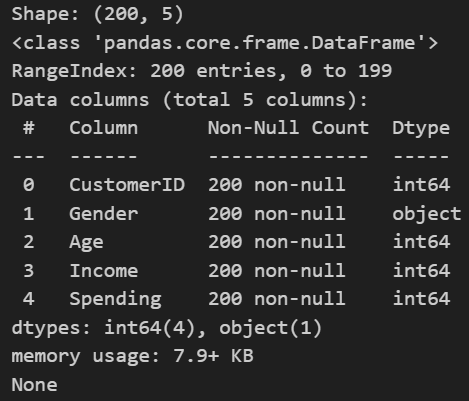 Shape: (200, 5)
<class 'pandas.core.frame.DataFrame'>
RangeIndex: 200 entries, 0 to 199
Data columns (total 5 columns):
 #   Column      Non-Null Count  Dtype
---  ------      --------------  -----
 0   CustomerID  200 non-null    int64
 1   Gender      200 non-null    object
 2   Age         200 non-null    int64
 3   Income      200 non-null    int64
 4   Spending    200 non-null    int64
dtypes: int64(4), object(1)
memory usage: 7.9+ KB
None